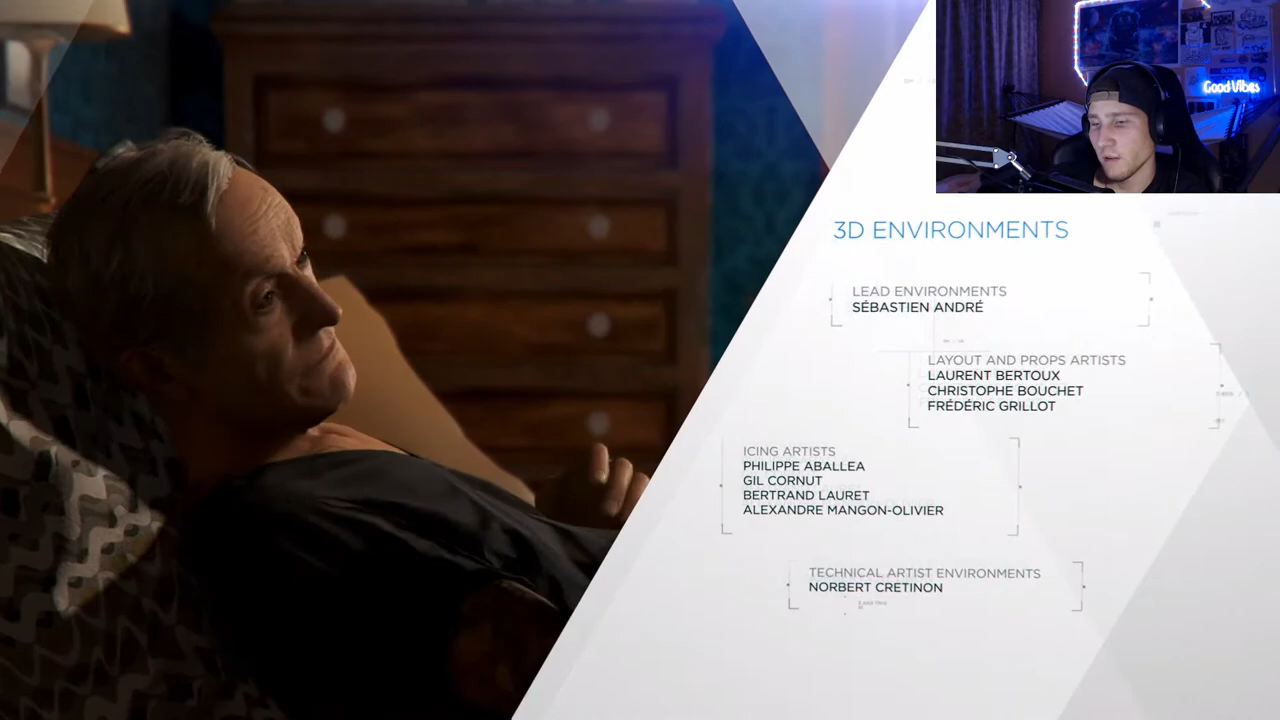 Good Vibes
3D ENVIRONMENTS
LEAD ENVIRONMENTS
SÉBASTIEN ANDRÉ
LAYOUT AND PROPS ARTISTS
LAURENT BERTOUX
CHRISTOPHE BOUCHET
FRÉDÉRIC GRILLOT
ICING ARTISTS
PHILIPPE ABALLEA
GIL CORNUT
BERTRAND LAURET
ALEXANDRE MANGON-OLIVIER
TECHNICAL ARTIST ENVIRONMENTS
NORBERT CRETINON